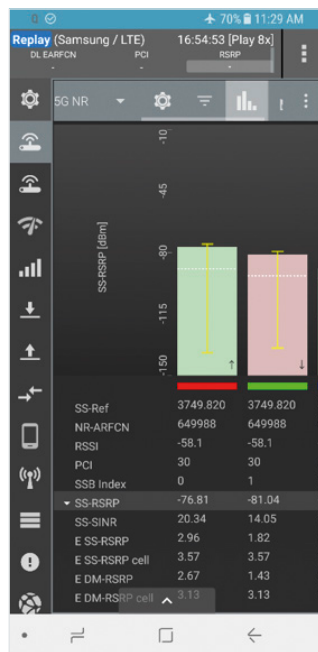 70% 11:29 AM
Replay (Samsung / LTE) 16:54:53 [Play 8x]
DL EARFCN PCI RSRP
- - -
5G NR
SS-RSRP [dBm]
-10
-45
-80
-115
-150
↑ ↓
SS-Ref 3749.820 3749.820
NR-ARFCN 649988 649988
RSSI -58.1 -58.1
PCI 30 30
SSB Index 0 1
SS-RSRP -76.81 -81.04
SS-SINR 20.34 14.05
E SS-RSRP 2.96 1.82
E SS-RSRP cell 3.57 3.57
E DM-RSRP 2.67 1.43
E DM-RSRP cell 3.13 3.13